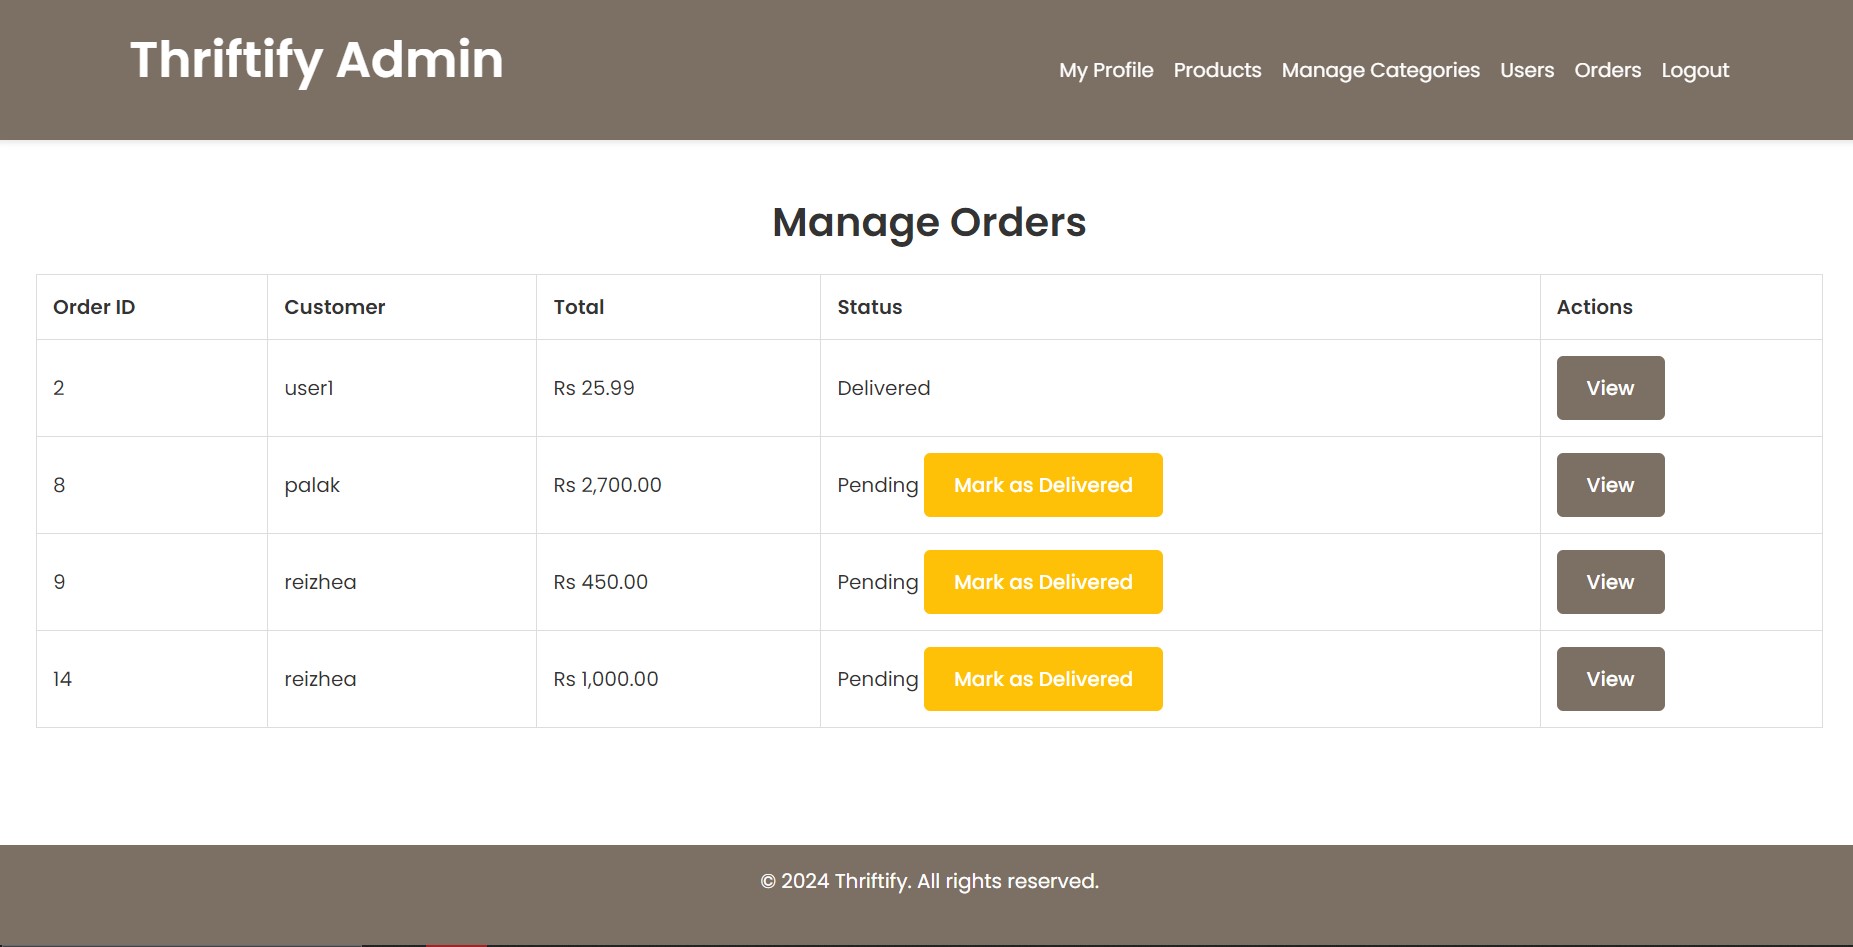 Thriftify Admin
My Profile Products Manage Categories Users Orders Logout
Manage Orders
Order ID Customer Total Status Actions
2 user1 Rs 25.99 Delivered View
8 palak Rs 2,700.00 Pending Mark as Delivered View
9 reizhea Rs 450.00 Pending Mark as Delivered View
14 reizhea Rs 1,000.00 Pending Mark as Delivered View
© 2024 Thriftify. All rights reserved.